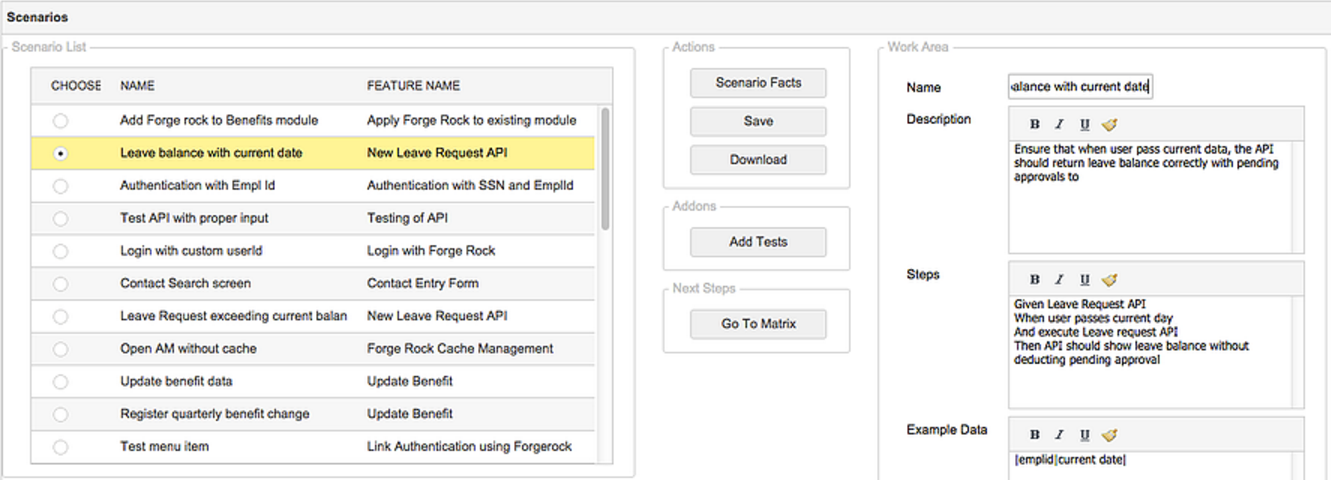 Scenarios
Scenario List
CHOOSE NAME FEATURE NAME
Add Forge rock to Benefits module Apply Forge Rock to existing module
Leave balance with current date New Leave Request API
Authentication with Empl Id Authentication with SSN and EmplId
Test API with proper input Testing of API
Login with custom userId Login with Forge Rock
Contact Search screen Contact Entry Form
Leave Request exceeding current balan New Leave Request API
Open AM without cache Forge Rock Cache Management
Update benefit data Update Benefit
Register quarterly benefit change Update Benefit
Test menu item Link Authentication using Forgerock
Actions
Scenario Facts
Save
Download
Addons
Add Tests
Next Steps
Go To Matrix
Work Area
Name alance with current date
Description
B I U
Ensure that when user pass current data, the API
should return leave balance correctly with pending
approvals to
Steps
B I U
Given Leave Request API
When user passes current day
And execute Leave request API
Then API should show leave balance without
deducting pending approval
Example Data
B I U
|emplid|current date|